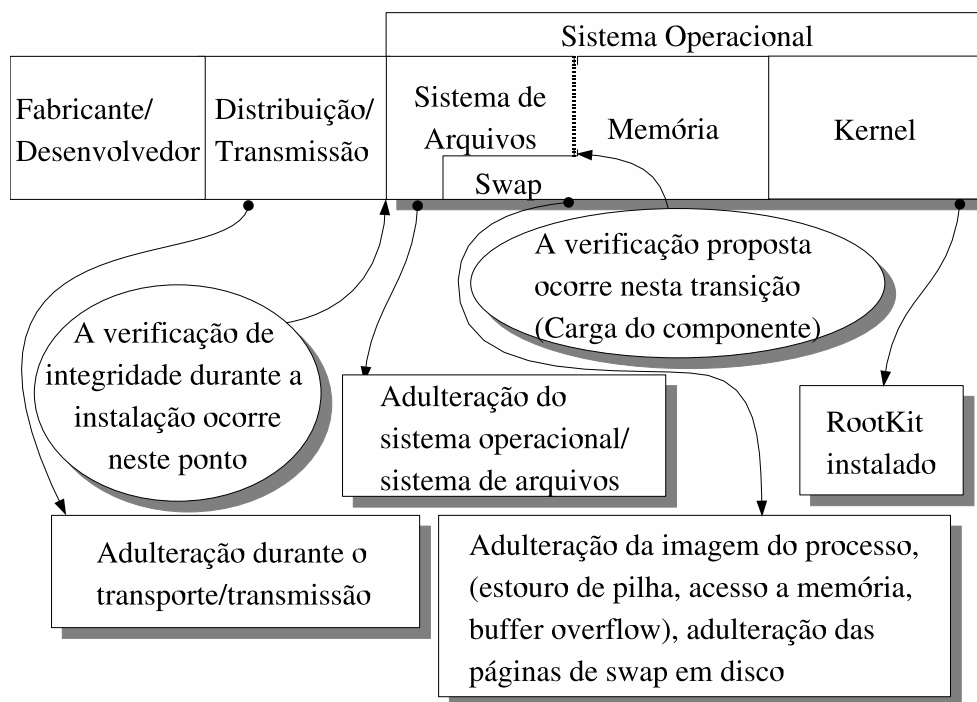 Sistema Operacional
Fabricante/
Desenvolvedor
Distribuição/
Transmissão
Sistema de
Arquivos
Swap
Memória
Kernel
A verificação proposta
ocorre nesta transição
(Carga do componente)
A verificação de
integridade durante a
instalação ocorre
neste ponto
Adulteração do
sistema operacional/
sistema de arquivos
RootKit
instalado
Adulteração durante o
transporte/transmissão
Adulteração da imagem do processo,
(estouro de pilha, acesso a memória,
buffer overflow), adulteração das
páginas de swap em disco